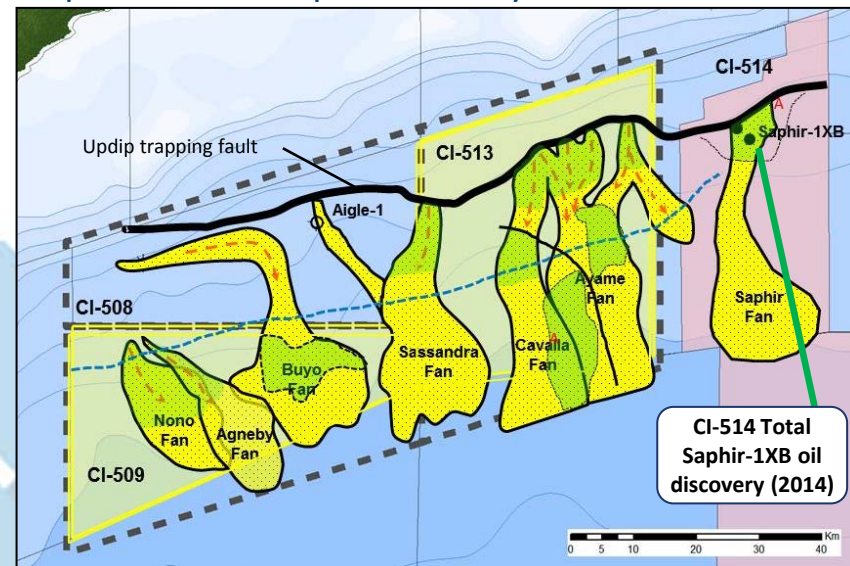 CI-514
A
Saphir-1XB
CI-513
Updip trapping fault
Aigle-1
CI-508
Ayame
Fan
Saphir
Fan
Sassandra
Fan
A
Cavalla
Fan
Buyo
Fan
Nono
Fan
Agneby
Fan
CI-509
CI-514 Total
Saphir-1XB oil
discovery (2014)
Km
0 5 10 20 30 40